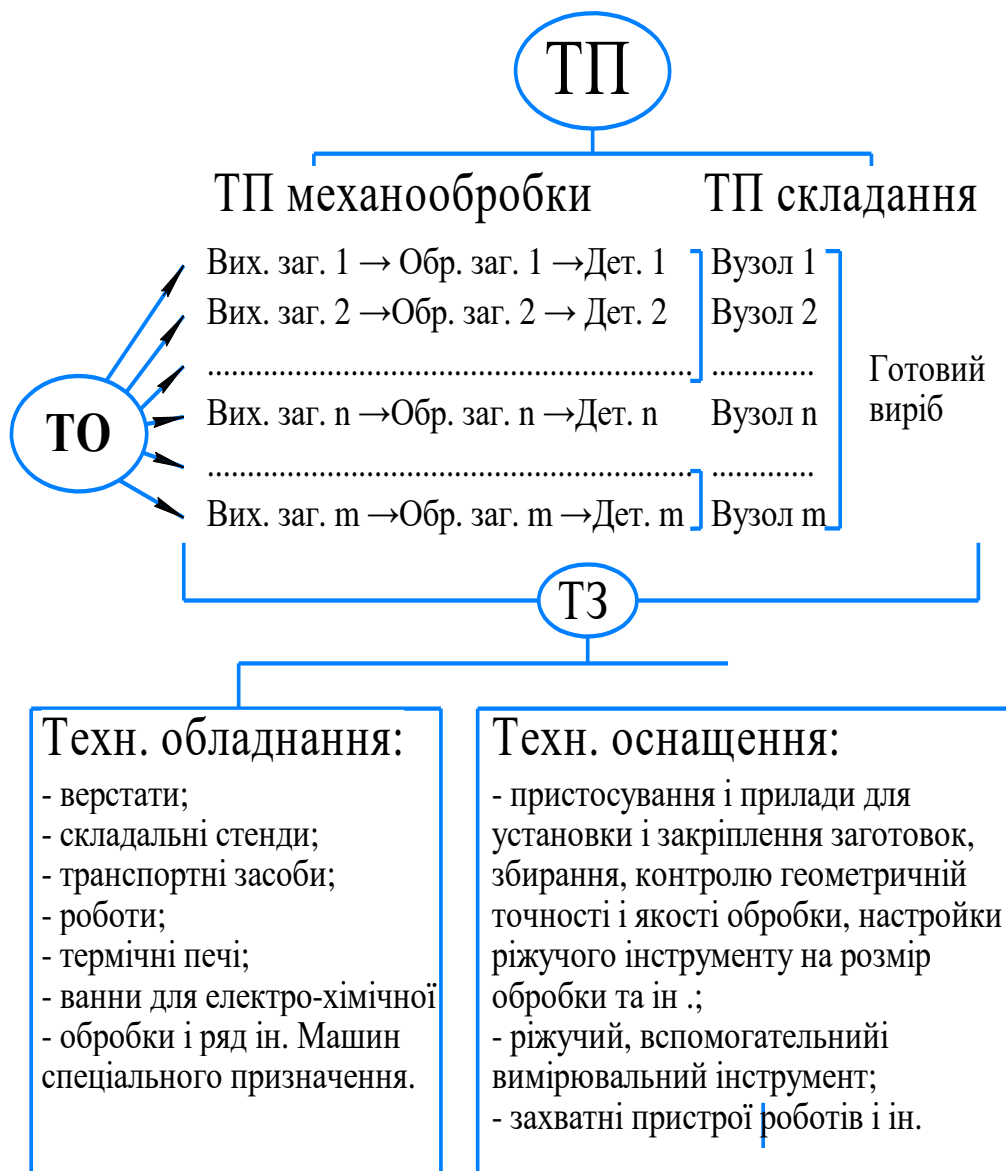 ТП
ТП механообробки ТП складання
Вих. заг. 1 → Обр. заг. 1 →Дет. 1 Вузол 1
Вих. заг. 2 →Обр. заг. 2 → Дет. 2 Вузол 2
............................................................. .............
Готовий
виріб
ТО
Вих. заг. n →Обр. заг. n →Дет. n Вузол n
............................................................. .............
Вих. заг. m →Обр. заг. m →Дет. m Вузол m
ТЗ
Техн. обладнання:
- верстати;
- складальні стенди;
- транспортні засоби;
- роботи;
- термічні печі;
- ванни для електро-хімічної
- обробки і ряд ін. Машин
спеціального призначення.
Техн. оснащення:
- пристосування і прилади для
установки і закріплення заготовок,
збирання, контролю геометричній
точності і якості обробки, настройки
ріжучого інструменту на розмір
обробки та ін .;
- ріжучий, вспомогательнийі
вимірювальний інструмент;
- захватні пристрої роботів і ін.